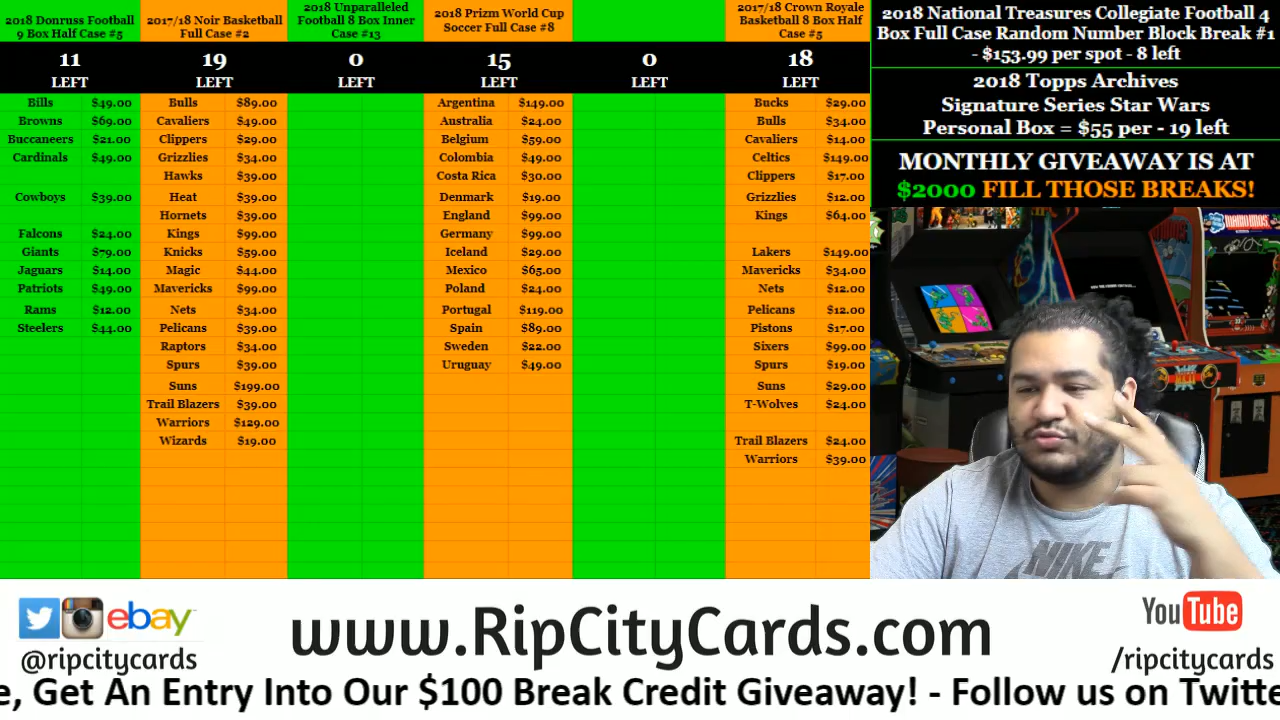 2018 Donruss Football
9 Box Half Case #5
11
LEFT
Bills $49.00
Browns $69.00
Buccaneers $21.00
Cardinals $49.00
Cowboys $39.00
Falcons $24.00
Giants $79.00
Jaguars $14.00
Patriots $49.00
Rams $12.00
Steelers $44.00
2017/18 Noir Basketball
Full Case #2
19
LEFT
Bulls $89.00
Cavaliers $49.00
Clippers $29.00
Grizzlies $34.00
Hawks $39.00
Heat $39.00
Hornets $39.00
Kings $99.00
Knicks $59.00
Magic $44.00
Mavericks $99.00
Nets $34.00
Pelicans $39.00
Raptors $34.00
Spurs $39.00
Suns $199.00
Trail Blazers $39.00
Warriors $129.00
Wizards $19.00
2018 Unparalleled
Football 8 Box Inner
Case #13
0
LEFT
2018 Prizm World Cup
Soccer Full Case #8
15
LEFT
Argentina $149.00
Australia $24.00
Belgium $59.00
Colombia $49.00
Costa Rica $30.00
Denmark $19.00
England $99.00
Germany $99.00
Iceland $29.00
Mexico $65.00
Poland $24.00
Portugal $119.00
Spain $89.00
Sweden $22.00
Uruguay $49.00
0
LEFT
2017/18 Crown Royale
Basketball 8 Box Half
Case #5
18
LEFT
Bucks $29.00
Bulls $34.00
Cavaliers $14.00
Celtics $149.00
Clippers $17.00
Grizzlies $12.00
Kings $64.00
Lakers $149.00
Mavericks $34.00
Nets $12.00
Pelicans $12.00
Pistons $17.00
Sixers $99.00
Spurs $19.00
Suns $29.00
T-Wolves $24.00
Trail Blazers $24.00
Warriors $39.00
2018 National Treasures Collegiate Football 4
Box Full Case Random Number Block Break #1
- $153.99 per spot - 8 left
2018 Topps Archives
Signature Series Star Wars
Personal Box = $55 per - 19 left
MONTHLY GIVEAWAY IS AT
$2000 FILL THOSE BREAKS!
MARIO BROS.
NIKE
ebay
@ripcitycards
www.RipCityCards.com
YouTube
/ripcitycards
e, Get An Entry Into Our $100 Break Credit Giveaway! - Follow us on Twitte